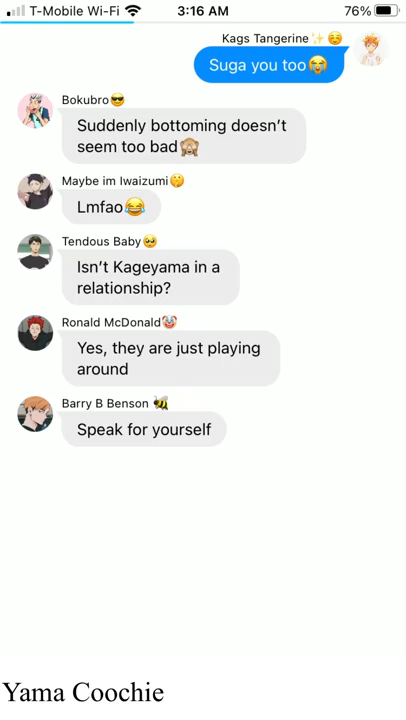 T-Mobile Wi-Fi 3:16 AM 76%
Kags Tangerine✨☺️
Suga you too😭
Bokubro😎
Suddenly bottoming doesn't
seem too bad🙈
Maybe im Iwaizumi🤫
Lmfao😂
Tendous Baby🥺
Isn't Kageyama in a
relationship?
Ronald McDonald🤡
Yes, they are just playing
around
Barry B Benson 🐝
Speak for yourself
Yama Coochie